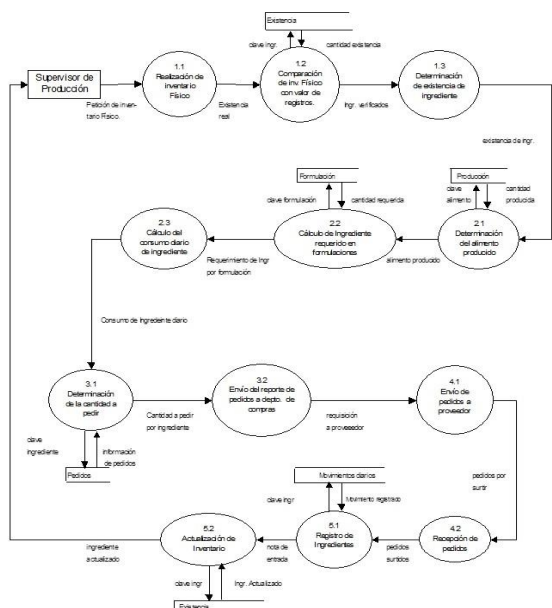 Existencia
clave ingr.
cantidad existencia
Supervisor de
Producción
Petición de inven-
tario Físico.
1.1
Realización de
inventario
Físico
Existencia
real
1.2
Comparación
de inv. Físico
con valor de
registros.
Ingr. verificados
1.3
Determinación
de existencia de
ingrediente
existencia de ingr.
Formulación
clave formulación
cantidad requerida
Producción
clave
alimento
cantidad
producida
2.3
Cálculo del
consumo diario
de ingrediente
Requerimiento de Ingr
por formulación
2.2
Cálculo de Ingrediente
requerido en
formulaciones
alimento producido
2.1
Determinación
del alimento
producido
Consumo de Ingredeinte diario
3.1
Determinación
de la cantidad a
pedir
Cantidad a pedir
por ingrediente
3.2
Envío del reporte de
pedidos a depto. de
compras
requisición
a proveesedor
4.1
Envío de
pedidos a
proveedor
clave
ingrediente
información
de pedidos
Pedidos
pedidos por
surtir
Movimientos diarios
clave ingr
Movimiento registrado
ingrediente
actualizado
5.2
Actualización de
Inventario
nota de
entrada
5.1
Registro de
Ingredientes
pedidos
surtidos
4.2
Recepción de
pedidos
clave ingr
Ingr. Actualizado
Existencia